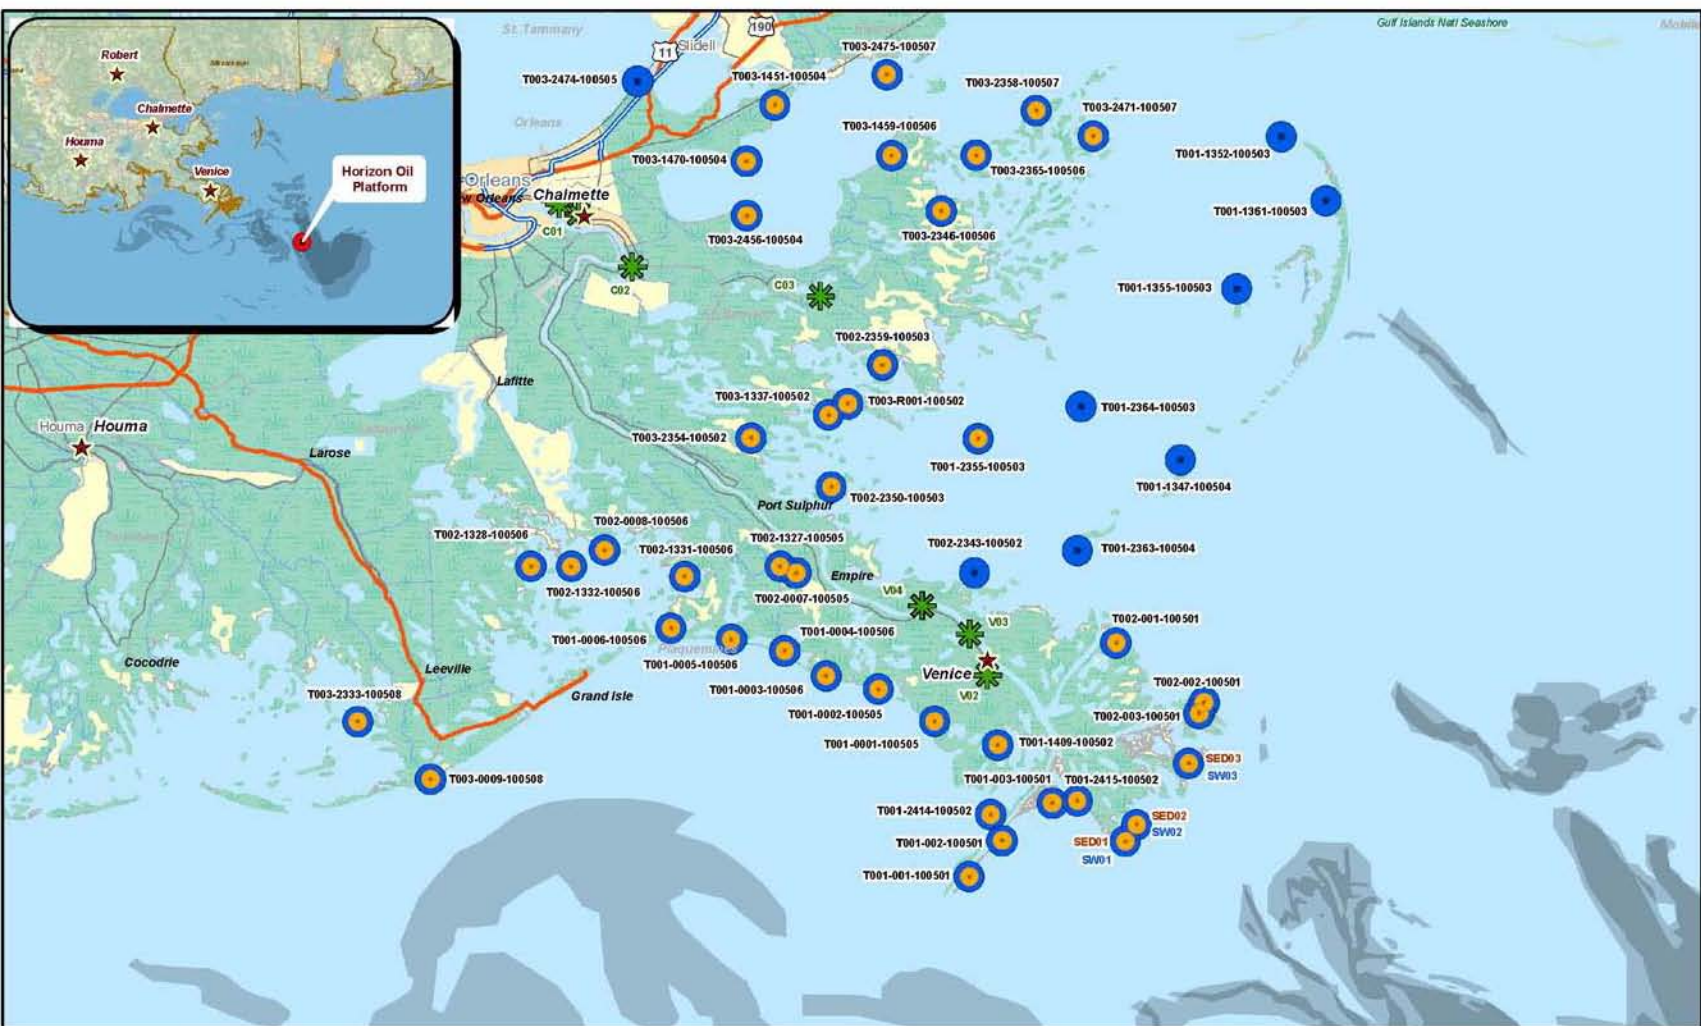 Robert
Mississippi
Chalmette
Houma
Venice
Horizon Oil
Platform
St. Tammany
11
Slidell
190
Gulf Islands Natl Seashore
T003-2475-100507
T003-2474-100505
T003-1451-100504
T003-2358-100507
T003-2471-100507
Orleans
T003-1459-100506
T003-1470-100504
T003-2365-100506
T001-1352-100503
Orleans
Chalmette
C01
T003-2456-100504
T003-2346-100506
T001-1361-100503
C02
C03
T001-1355-100503
T002-2359-100503
Lafitte
T003-1337-100502
T003-R001-100502
T001-2364-100503
Houma
Houma
T003-2354-100502
Larose
T001-2355-100503
T001-1347-100504
T002-2350-100503
Port Sulphur
T002-1328-100506
T002-0008-100506
T002-1331-100506
T002-1327-100505
T002-2343-100502
T001-2363-100504
Empire
T002-1332-100506
T002-0007-100505
V04
V03
T002-001-100501
T001-0006-100506
T001-0004-100506
Plaquemines
T001-0005-100506
Cocodrie
Leeville
Venice
T003-2333-100508
Grand Isle
T001-0003-100506
V02
T002-002-100501
T001-0002-100505
T002-003-100501
T001-0001-100505
T001-1409-100502
SED03
SW03
T003-0009-100508
T001-003-100501
T001-2415-100502
T001-2414-100502
SED02
SW02
T001-002-100501
SED01
SW01
T001-001-100501